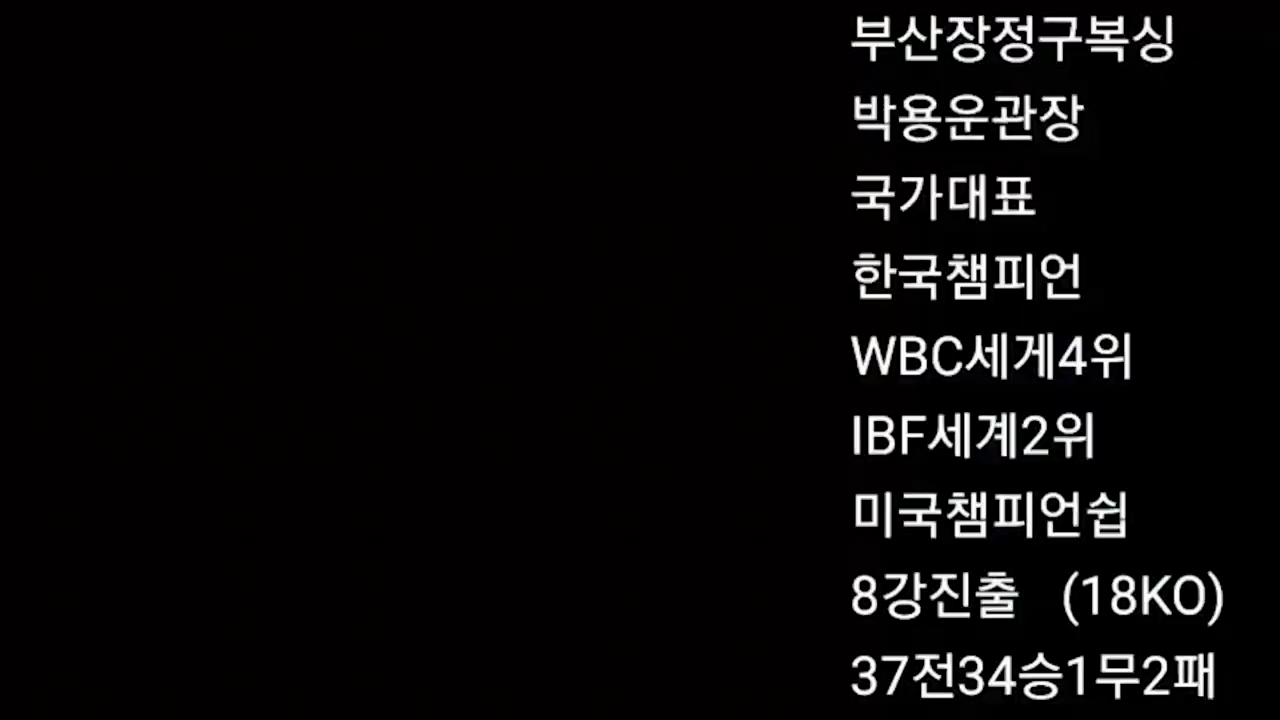 부산장정구복싱
박용운관장
국가대표
한국챔피언
WBC세게4위
IBF세계2위
미국챔피언쉽
8강진출 (18KO)
37전34승1무2패